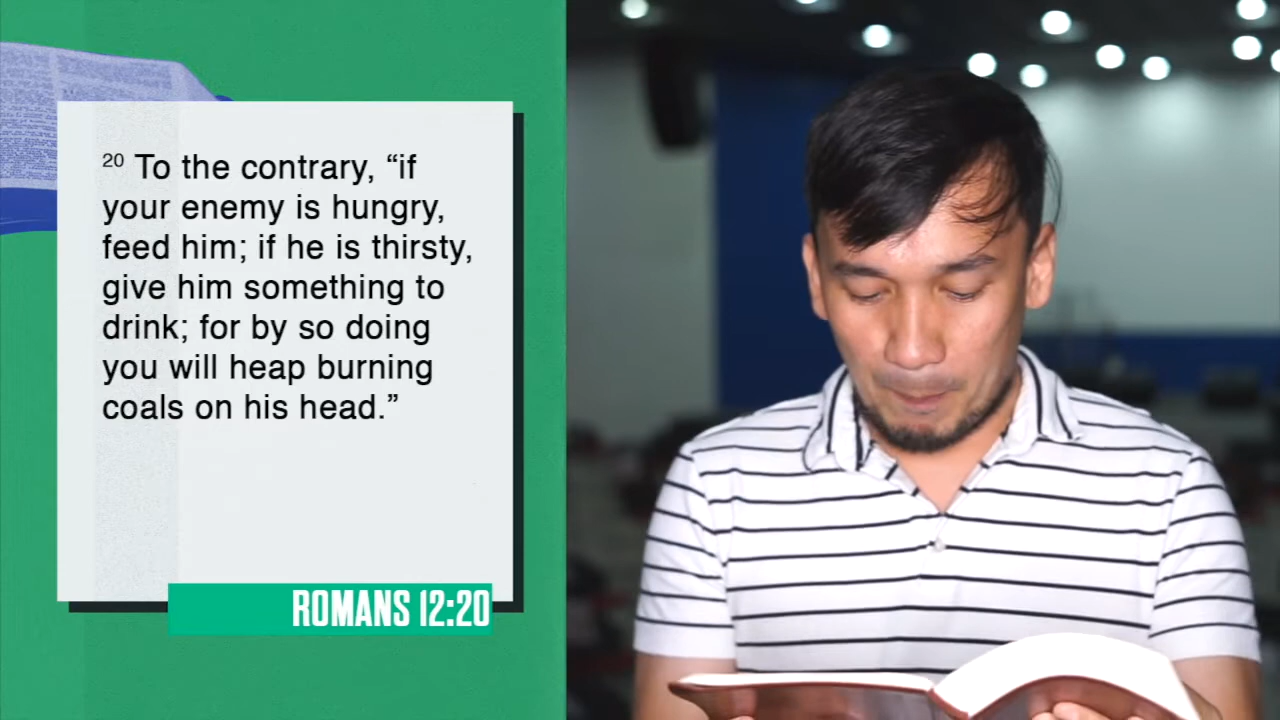 20 To the contrary, “if
your enemy is hungry,
feed him; if he is thirsty,
give him something to
drink; for by so doing
you will heap burning
coals on his head.”
ROMANS 12:20